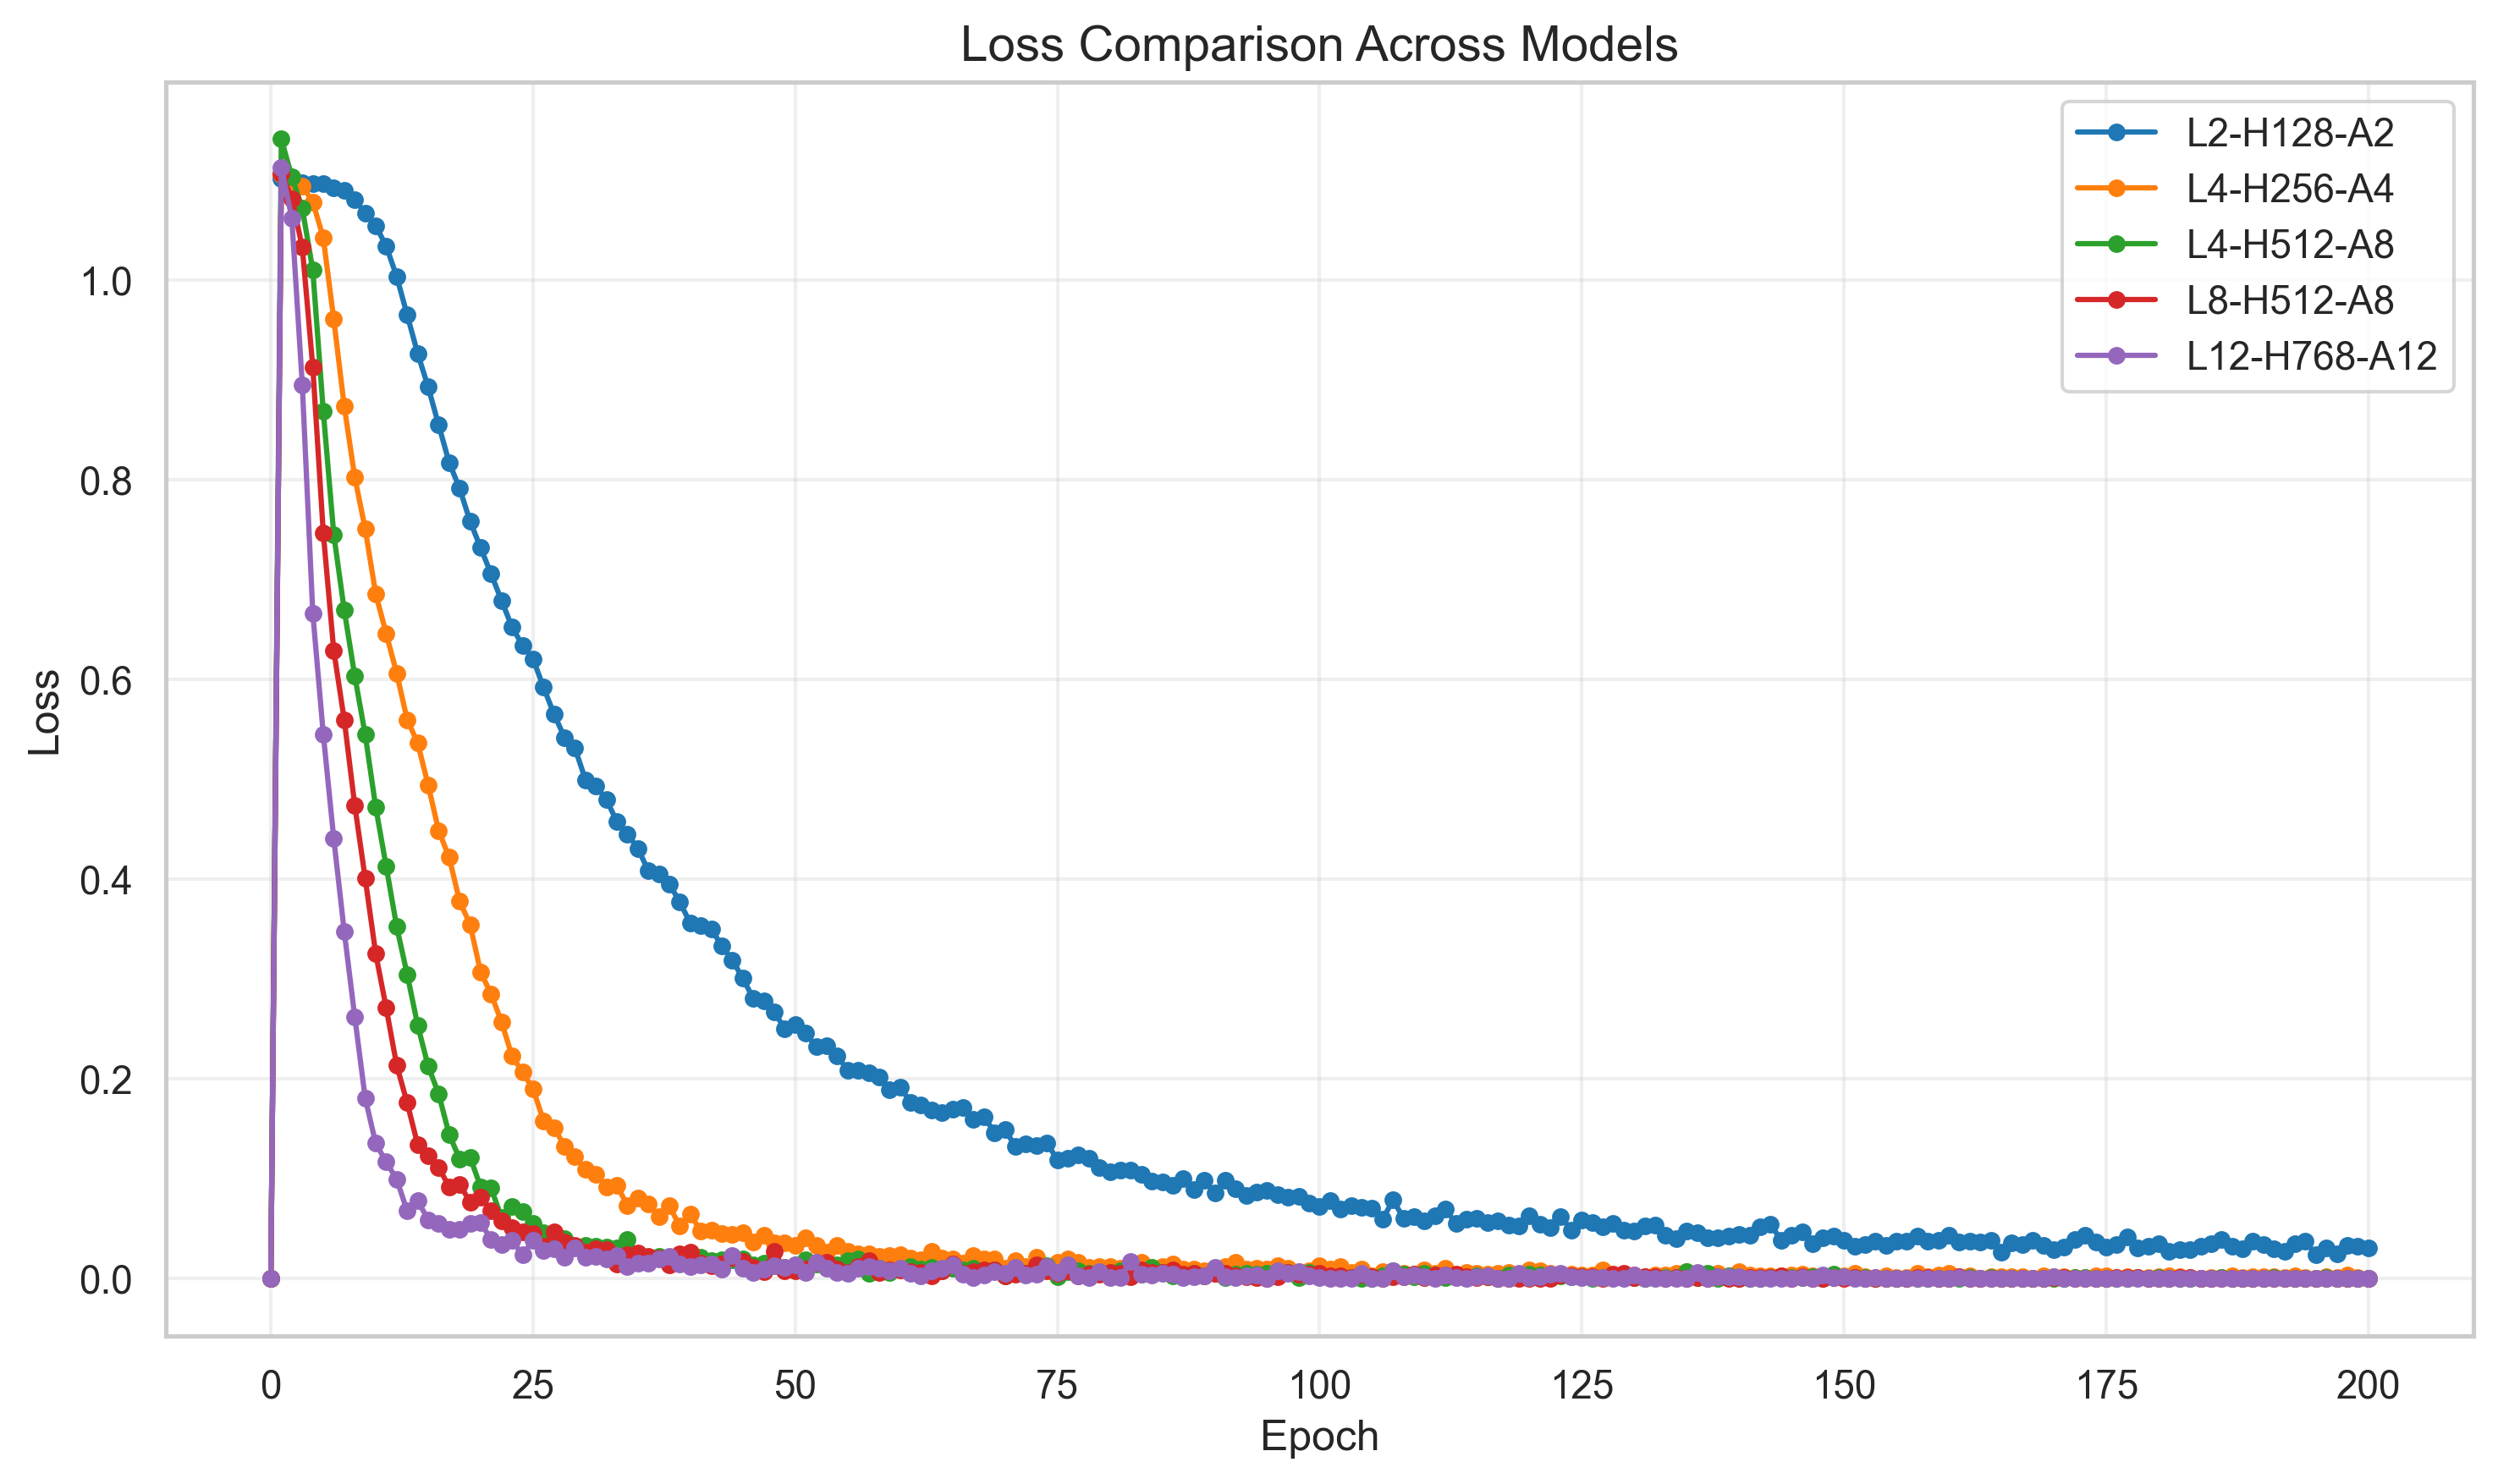 Loss Comparison Across Models
L2-H128-A2
L4-H256-A4
L4-H512-A8
L8-H512-A8
L12-H768-A12
Loss
1.0
0.8
0.6
0.4
0.2
0.0
0 25 50 75 100 125 150 175 200
Epoch